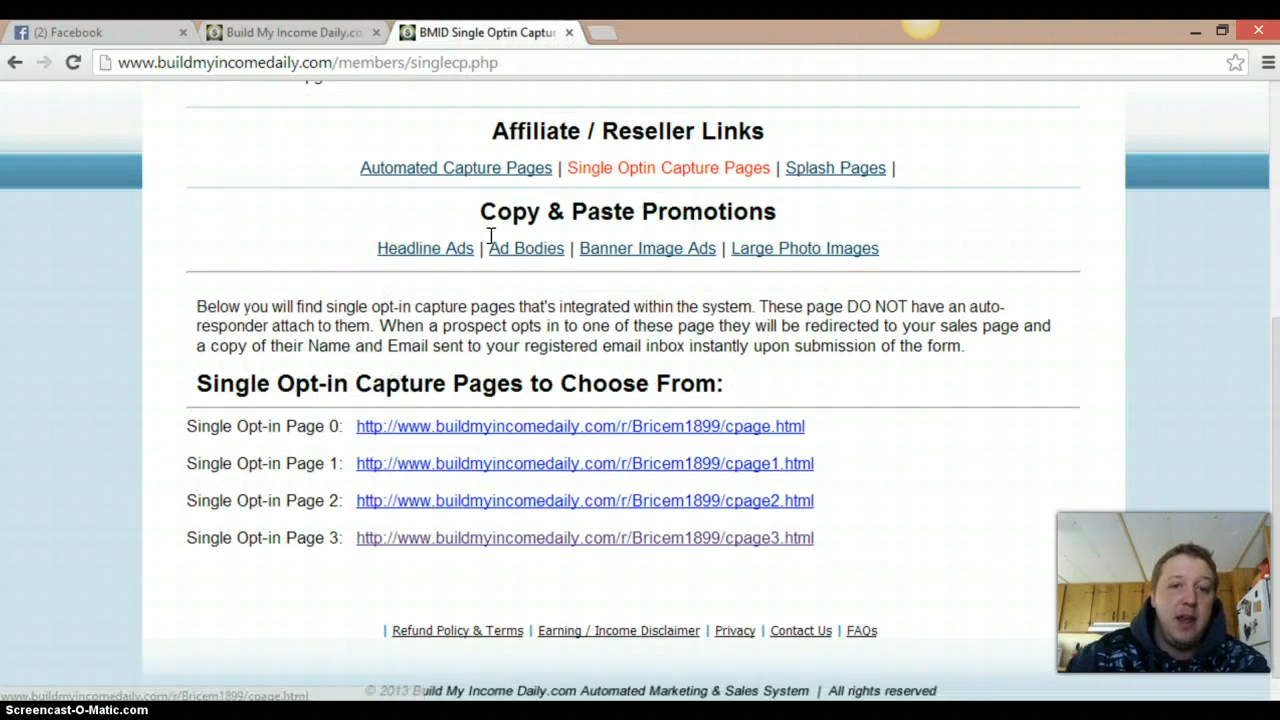 (2) Facebook
Build My Income Daily.co
BMID Single Optin Captur
www.buildmyincomedaily.com/members/singlecp.php
Affiliate / Reseller Links
Automated Capture Pages | Single Optin Capture Pages | Splash Pages |
Copy & Paste Promotions
Headline Ads | Ad Bodies | Banner Image Ads | Large Photo Images
Below you will find single opt-in capture pages that's integrated within the system. These page DO NOT have an auto-
responder attach to them. When a prospect opts in to one of these page they will be redirected to your sales page and
a copy of their Name and Email sent to your registered email inbox instantly upon submission of the form.
Single Opt-in Capture Pages to Choose From:
Single Opt-in Page 0: http://www.buildmyincomedaily.com/r/Bricem1899/cpage.html
Single Opt-in Page 1: http://www.buildmyincomedaily.com/r/Bricem1899/cpage1.html
Single Opt-in Page 2: http://www.buildmyincomedaily.com/r/Bricem1899/cpage2.html
Single Opt-in Page 3: http://www.buildmyincomedaily.com/r/Bricem1899/cpage3.html
| Refund Policy & Terms | Earning / Income Disclaimer | Privacy | Contact Us | FAQs
www.buildmyincomedaily.com/r/Bricem1899/cpage.html
© 2013 Build My Income Daily.com Automated Marketing & Sales System | All rights reserved
Screencast-O-Matic.com